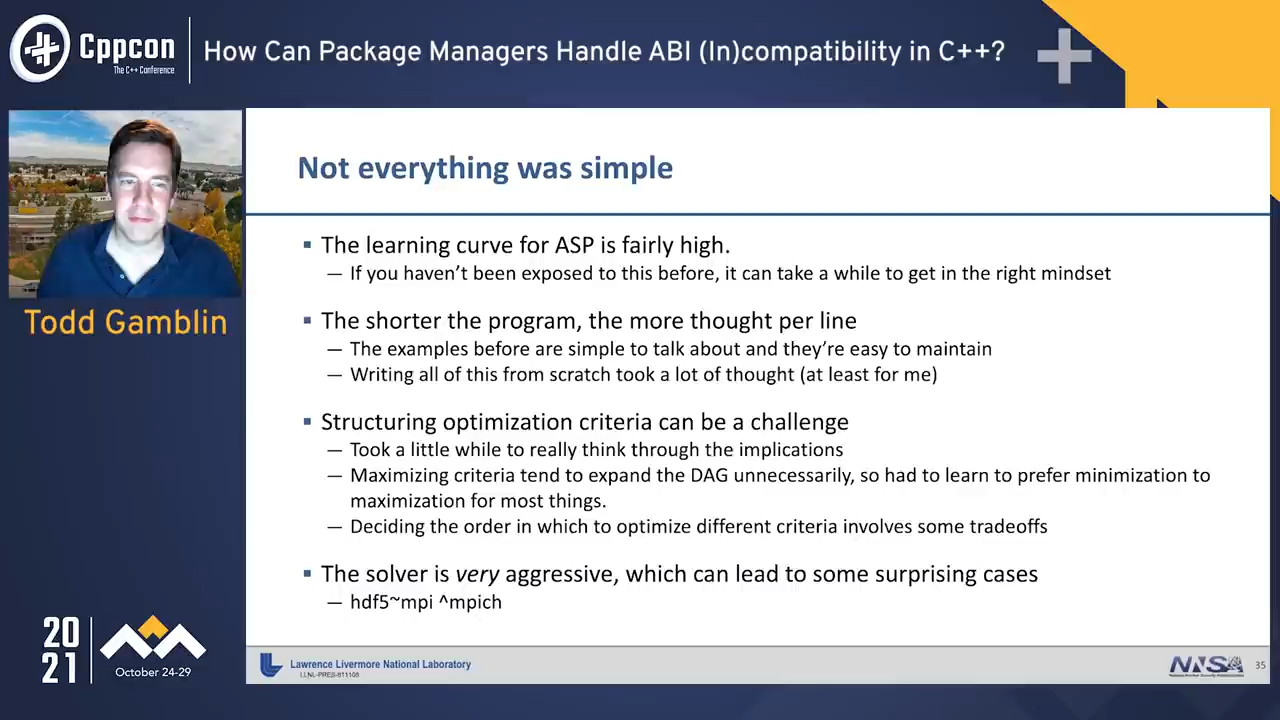 Cppcon
The C++ Conference
How Can Package Managers Handle ABI (In)compatibility in C++?
Todd Gamblin
Not everything was simple
▪ The learning curve for ASP is fairly high.
— If you haven't been exposed to this before, it can take a while to get in the right mindset
▪ The shorter the program, the more thought per line
— The examples before are simple to talk about and they're easy to maintain
— Writing all of this from scratch took a lot of thought (at least for me)
▪ Structuring optimization criteria can be a challenge
— Took a little while to really think through the implications
— Maximizing criteria tend to expand the DAG unnecessarily, so had to learn to prefer minimization to
maximization for most things.
— Deciding the order in which to optimize different criteria involves some tradeoffs
▪ The solver is very aggressive, which can lead to some surprising cases
— hdf5~mpi ^mpich
20
21
October 24-29
Lawrence Livermore National Laboratory
LLNL-PRES-811108
NNSA
35